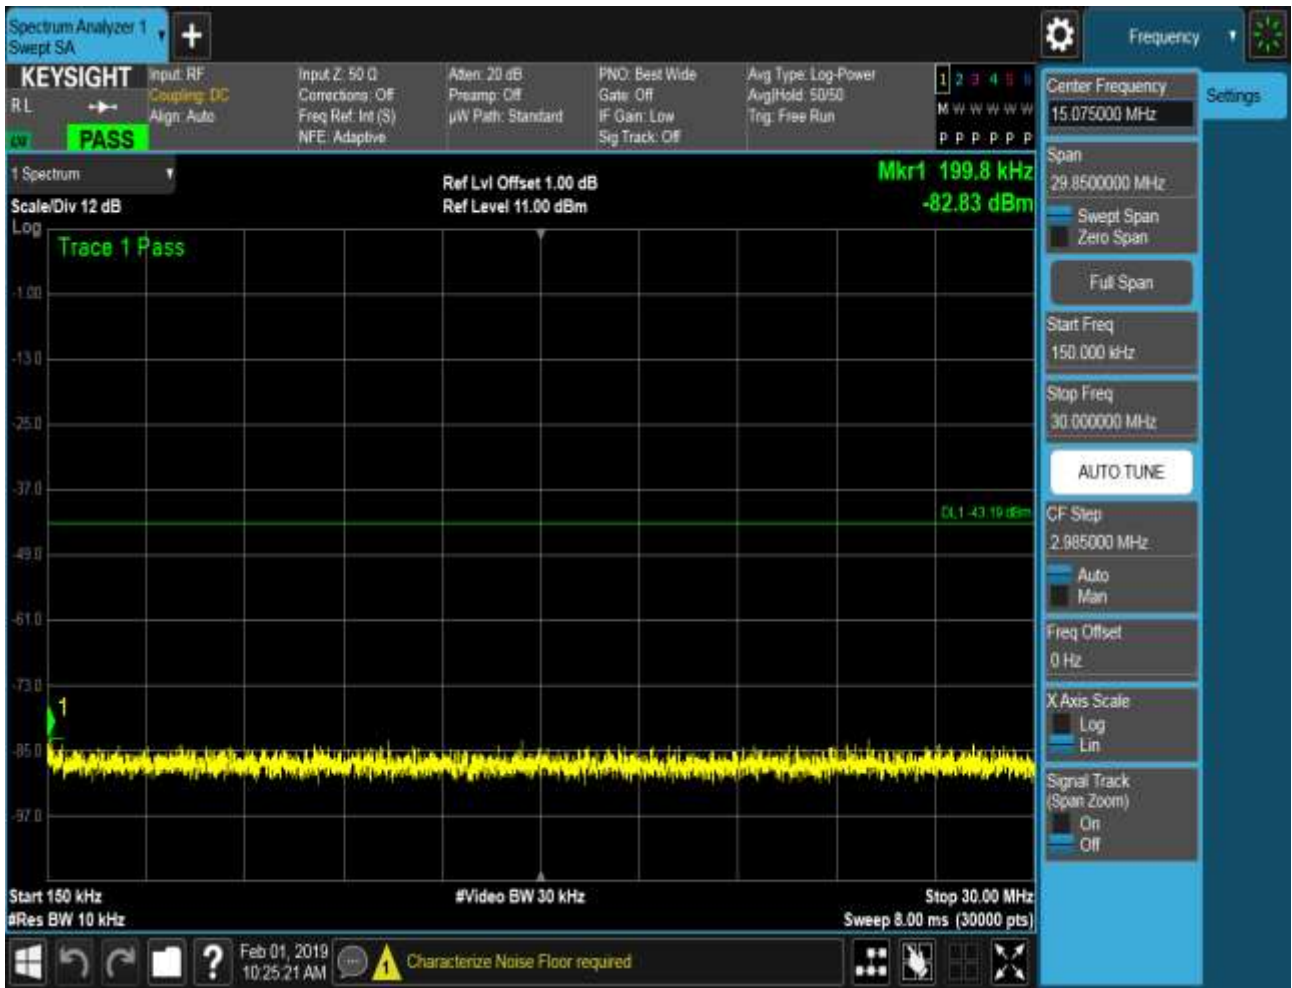 Spectrum Analyzer 1
Swept SA
Frequency
KEYSIGHT
R L
PASS
Input: RF
Coupling: DC
Align: Auto
Input Z: 50 Ω
Corrections: Off
Freq Ref: Int (S)
NFE: Adaptive
Atten: 20 dB
Preamp: Off
µW Path: Standard
PNO: Best Wide
Gate: Off
IF Gain: Low
Sig Track: Off
Avg Type: Log-Power
Avg|Hold: 50/50
Trig: Free Run
1 2 3 4 5 6
M W W W W W
P P P P P P
1 Spectrum
Scale/Div 12 dB
Ref Lvl Offset 1.00 dB
Ref Level 11.00 dBm
Mkr1 199.8 kHz
-82.83 dBm
Log
Trace 1 Pass
-1.00
-13.0
-25.0
-37.0
DL1 -43.19 dBm
-49.0
-61.0
-73.0
1
-85.0
-97.0
Start 150 kHz
#Video BW 30 kHz
Stop 30.00 MHz
#Res BW 10 kHz
Sweep 8.00 ms (30000 pts)
Center Frequency
15.075000 MHz
Settings
Span
29.8500000 MHz
Swept Span
Zero Span
Full Span
Start Freq
150.000 kHz
Stop Freq
30.000000 MHz
AUTO TUNE
CF Step
2.985000 MHz
Auto
Man
Freq Offset
0 Hz
X Axis Scale
Log
Lin
Signal Track
(Span Zoom)
On
Off
?
Feb 01, 2019
10:25:21 AM
1
Characterize Noise Floor required